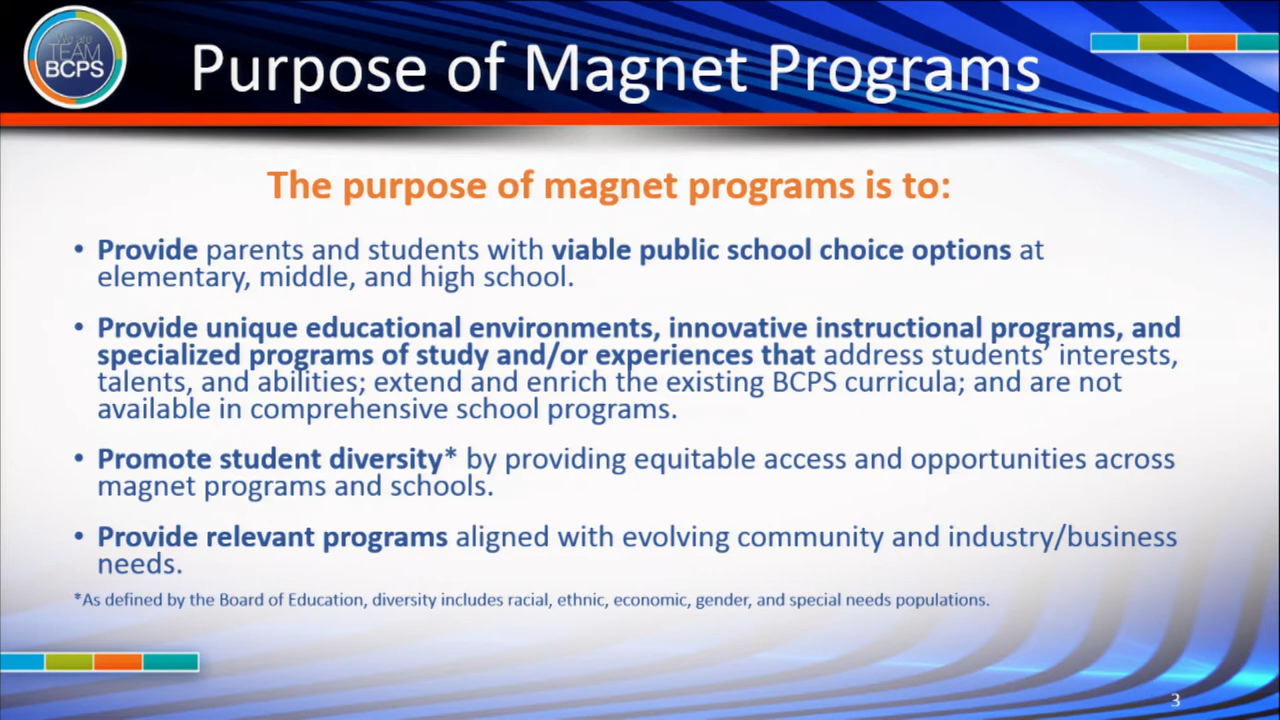 We are
TEAM
BCPS
Purpose of Magnet Programs
The purpose of magnet programs is to:
• Provide parents and students with viable public school choice options at
elementary, middle, and high school.
• Provide unique educational environments, innovative instructional programs, and
specialized programs of study and/or experiences that address students' interests,
talents, and abilities; extend and enrich the existing BCPS curricula; and are not
available in comprehensive school programs.
• Promote student diversity* by providing equitable access and opportunities across
magnet programs and schools.
• Provide relevant programs aligned with evolving community and industry/business
needs.
*As defined by the Board of Education, diversity includes racial, ethnic, economic, gender, and special needs populations.
3